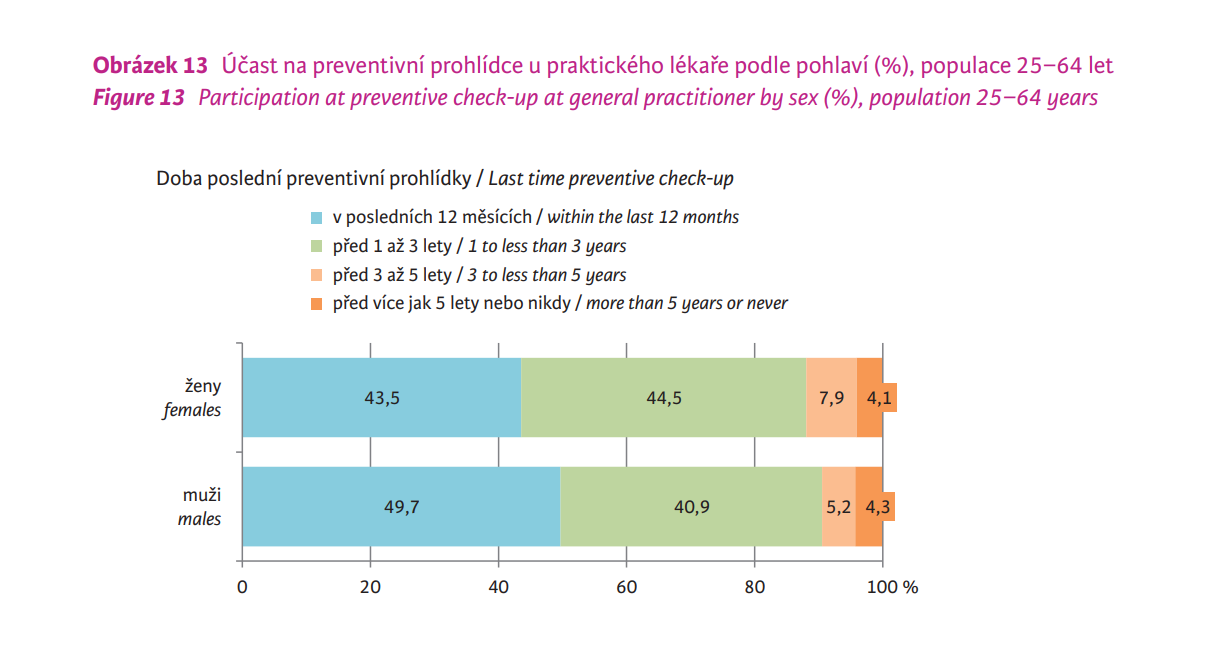 Obrázek 13 Účast na preventivní prohlídce u praktického lékaře podle pohlaví (%), populace 25–64 let
Figure 13 Participation at preventive check-up at general practitioner by sex (%), population 25–64 years
Doba poslední preventivní prohlídky / Last time preventive check-up
v posledních 12 měsících / within the last 12 months
před 1 až 3 lety / 1 to less than 3 years
před 3 až 5 lety / 3 to less than 5 years
před více jak 5 lety nebo nikdy / more than 5 years or never
ženy
females
43,5 44,5 7,9 4,1
muži
males
49,7 40,9 5,2 4,3
0 20 40 60 80 100 %